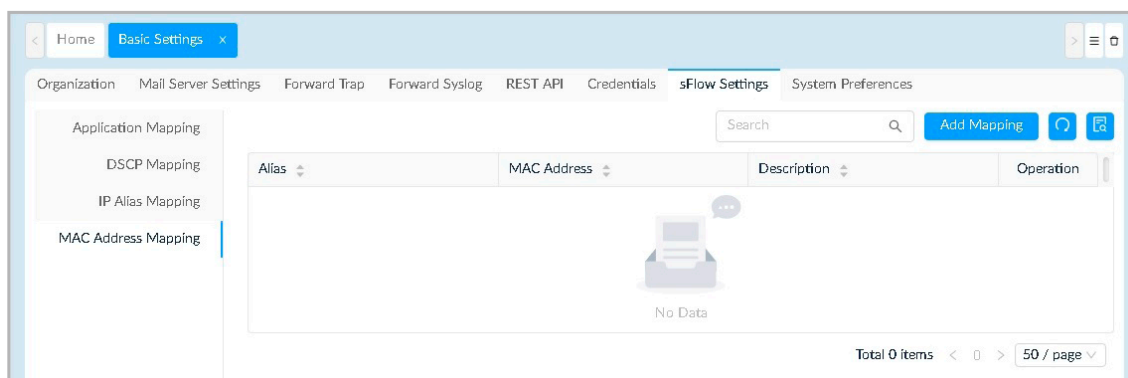 Home Basic Settings ×
Organization Mail Server Settings Forward Trap Forward Syslog REST API Credentials sFlow Settings System Preferences
Application Mapping
DSCP Mapping
IP Alias Mapping
MAC Address Mapping
Search Add Mapping
Alias MAC Address Description Operation
No Data
Total 0 items < 0 > 50 / page